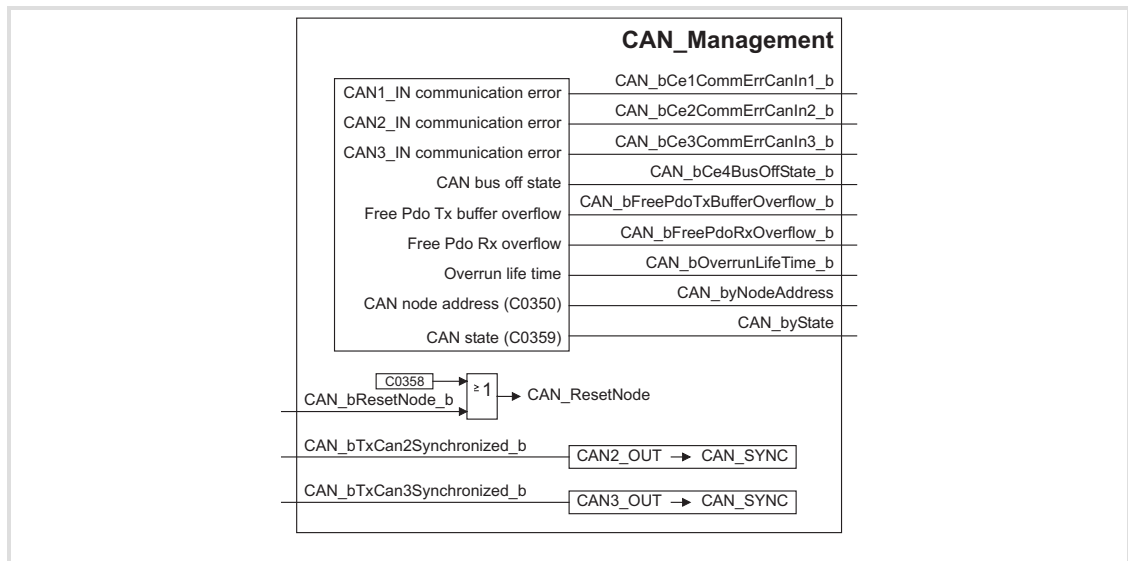 CAN_Management
CAN1_IN communication error CAN_bCe1CommErrCanIn1_b
CAN2_IN communication error CAN_bCe2CommErrCanIn2_b
CAN3_IN communication error CAN_bCe3CommErrCanIn3_b
CAN bus off state CAN_bCe4BusOffState_b
Free Pdo Tx buffer overflow CAN_bFreePdoTxBufferOverflow_b
Free Pdo Rx overflow CAN_bFreePdoRxOverflow_b
Overrun life time CAN_bOverrunLifeTime_b
CAN node address (C0350) CAN_byNodeAddress
CAN state (C0359) CAN_byState
C0358
CAN_bResetNode_b ≥1 CAN_ResetNode
CAN_bTxCan2Synchronized_b
CAN2_OUT CAN_SYNC
CAN_bTxCan3Synchronized_b
CAN3_OUT CAN_SYNC